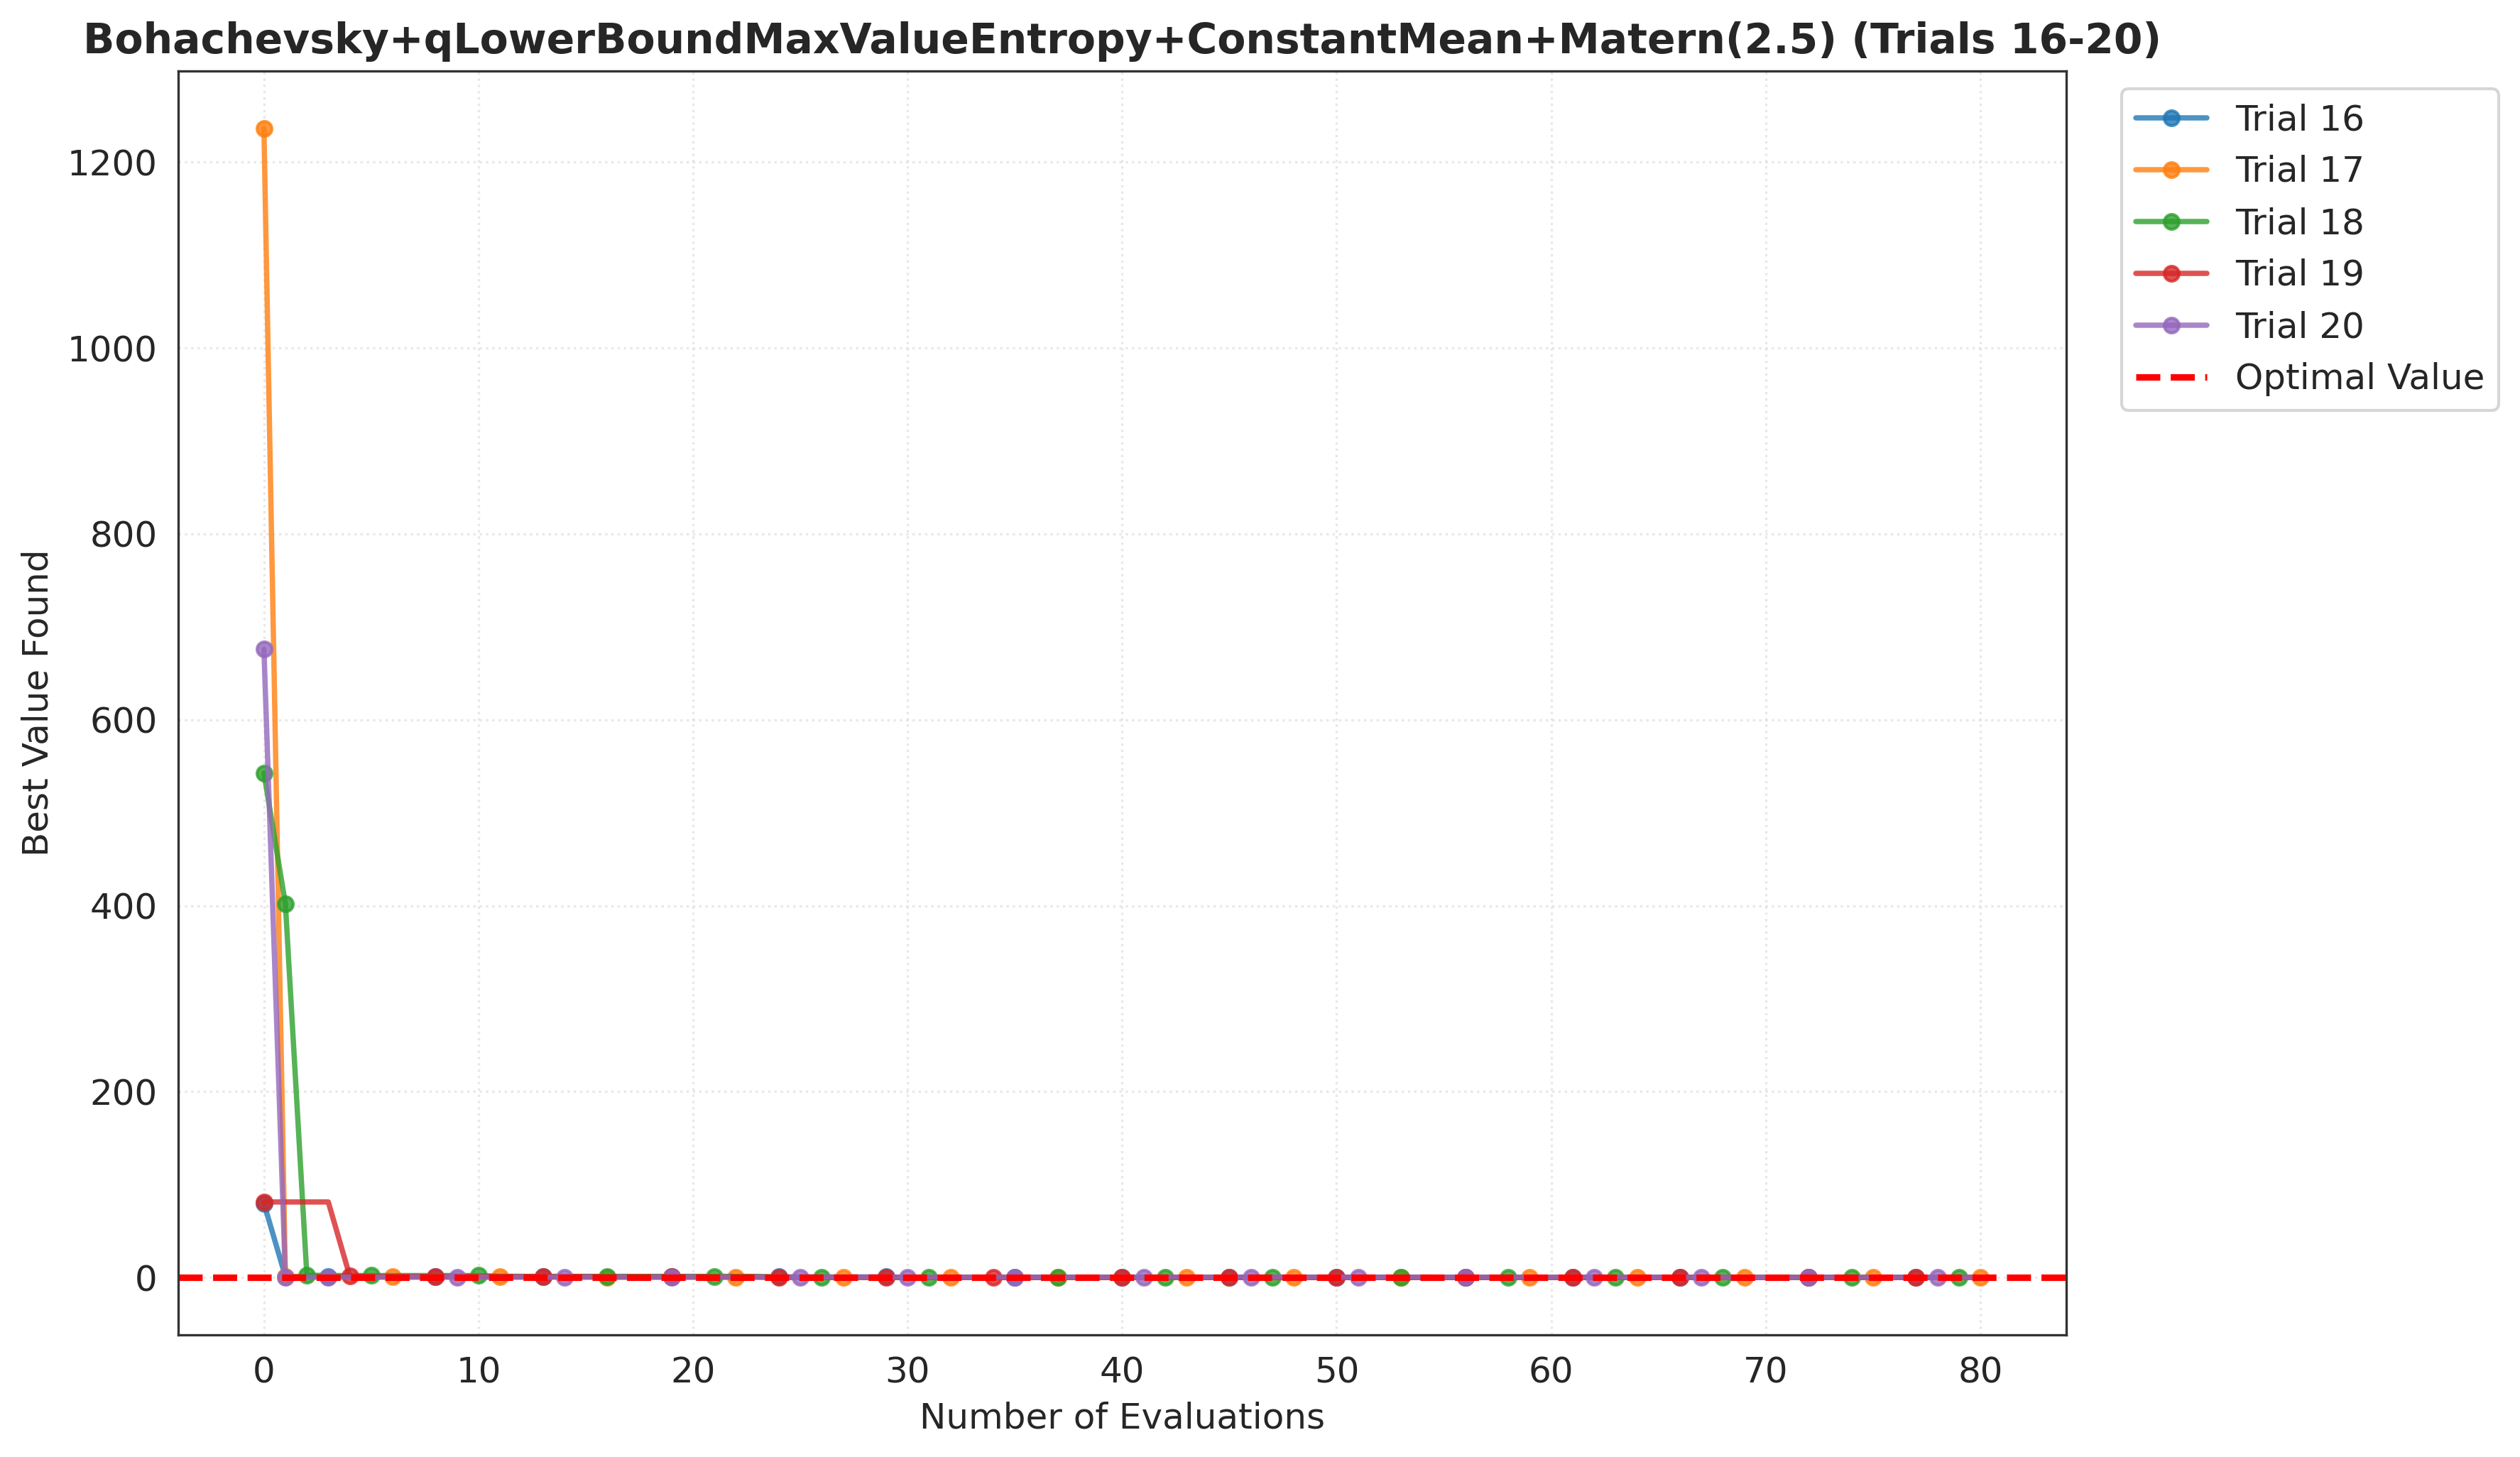 Bohachevsky+qLowerBoundMaxValueEntropy+ConstantMean+Matern(2.5) (Trials 16-20)
Trial 16
Trial 17
Trial 18
Trial 19
Trial 20
Optimal Value
Best Value Found
1200
1000
800
600
400
200
0
0 10 20 30 40 50 60 70 80
Number of Evaluations